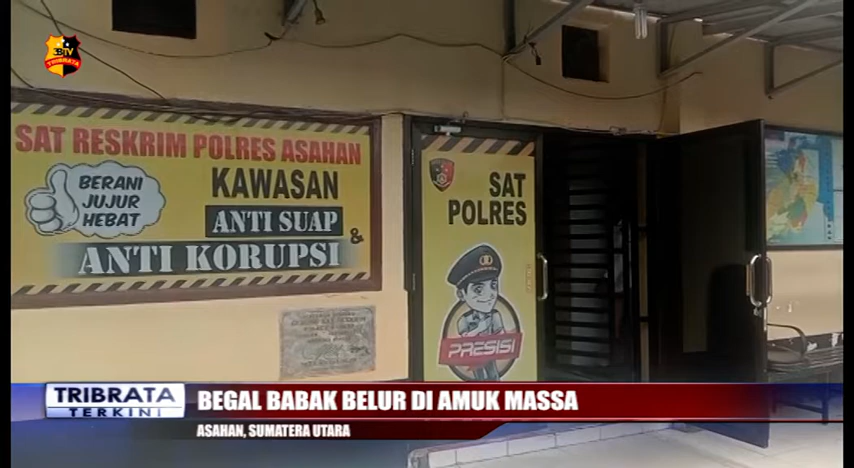 BTV
TRIBRATA
SAT RESKRIM POLRES ASAHAN
BERANI
JUJUR
HEBAT
KAWASAN
ANTI SUAP
&
ANTI KORUPSI
SAT
POLRES
PRESISI
TRIBRATA
TERKINI
BEGAL BABAK BELUR DI AMUK MASSA
ASAHAN, SUMATERA UTARA